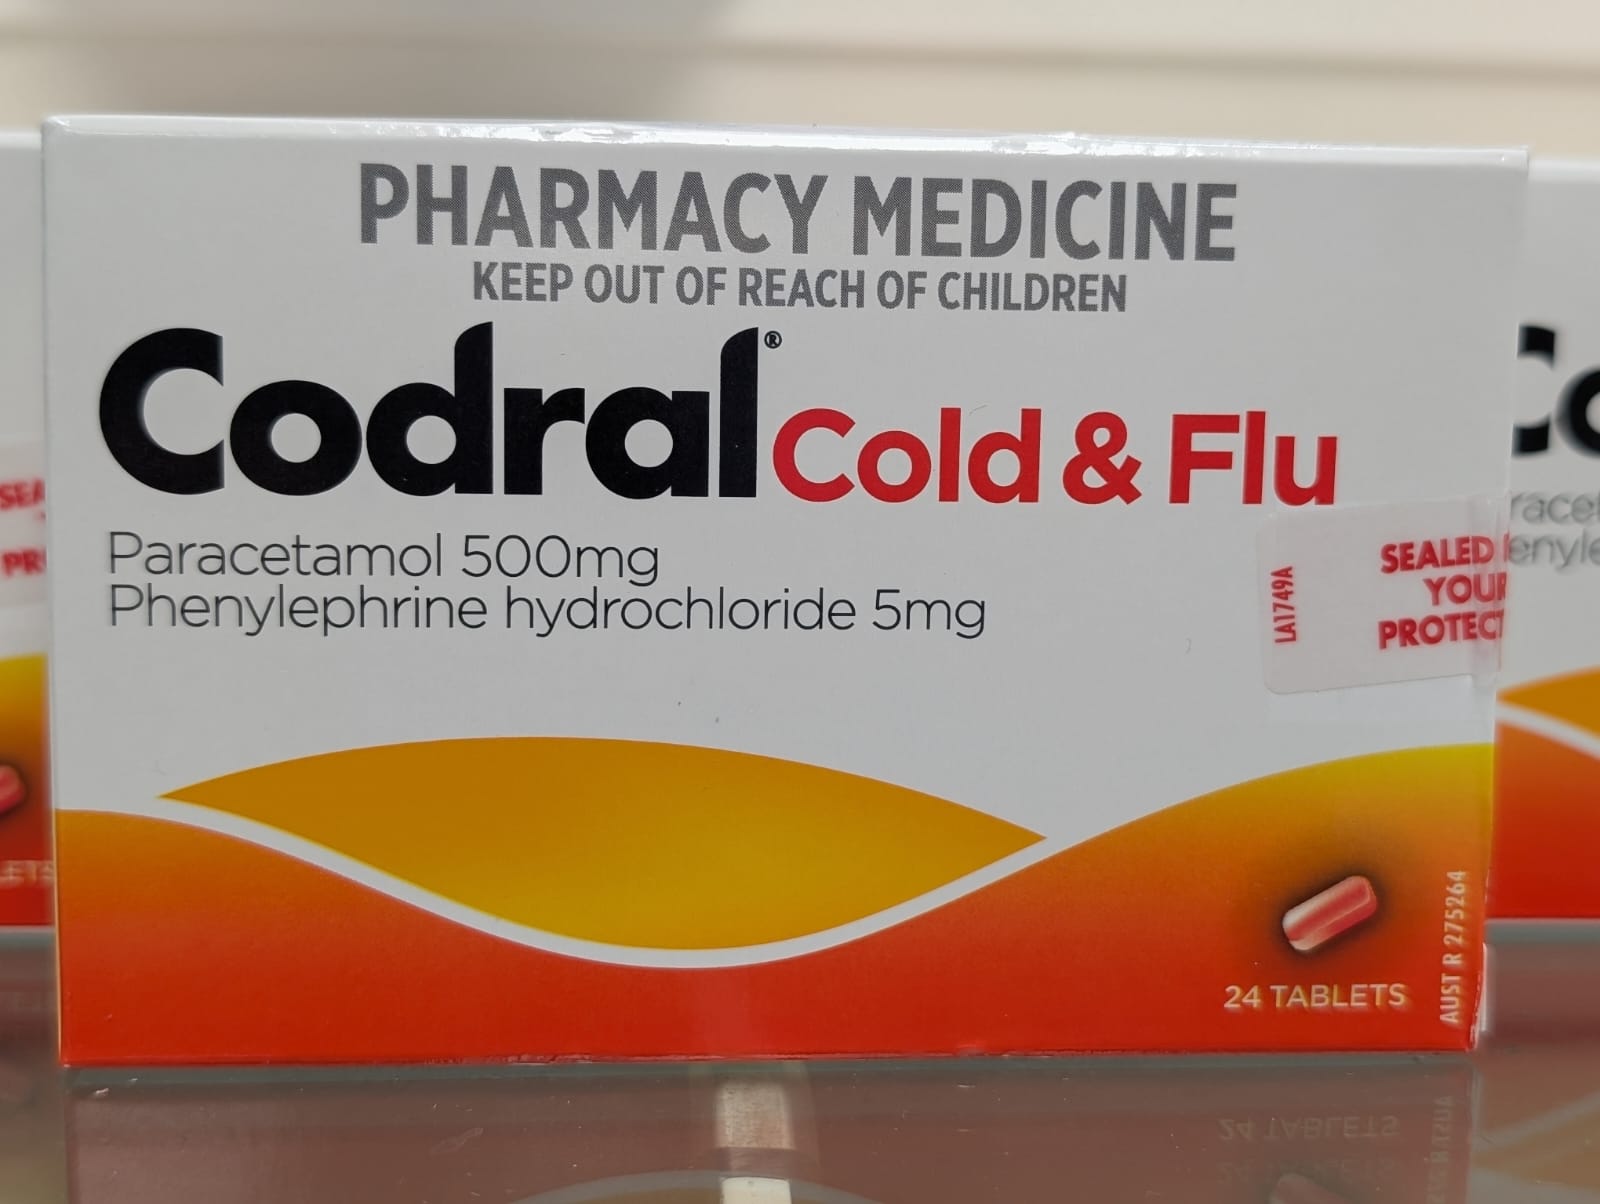 PHARMACY MEDICINE
KEEP OUT OF REACH OF CHILDREN
Codral® Cold & Flu
Paracetamol 500mg
Phenylephrine hydrochloride 5mg
LA1749A
SEALED
YOUR
PROTECT
24 TABLETS
AUST R 275264